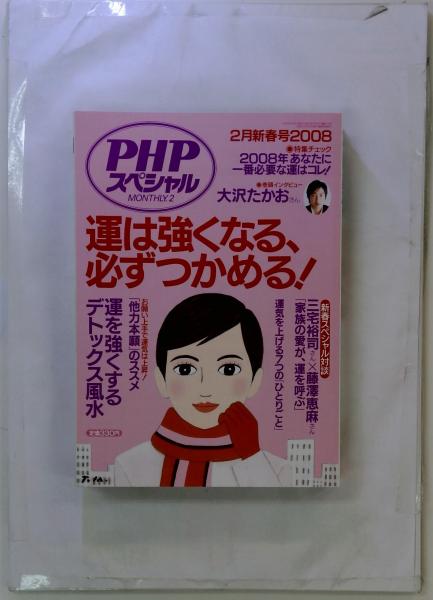 PHP
スペシャル
MONTHLY. 2
2月新春号2008
●特集チェック
2008年 あなたに
一番必要な運はコレ!
●巻頭インタビュー
大沢たかおさん
運は強くなる、
必ずつかめる!
新春スペシャル対談
三宅裕司さん×藤澤恵麻さん
「家族の愛が、運を呼ぶ」
運気を上げる7つの「ひとりごと」
お願い上手で運気は上昇!
「他力本願」のススメ
運を強くする
デトックス風水